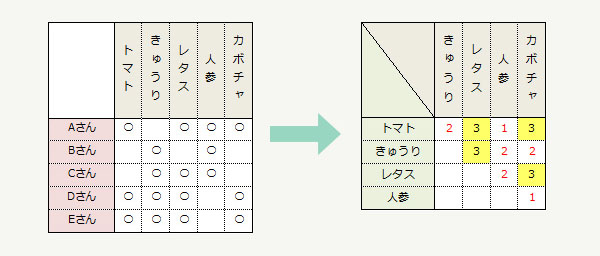 トマト きゅうり レタス 人参 カボチャ
Aさん ○ ○ ○ ○
Bさん ○ ○
Cさん ○ ○ ○
Dさん ○ ○ ○ ○
Eさん ○ ○ ○ ○
きゅうり レタス 人参 カボチャ
トマト 2 3 1 3
きゅうり 3 2 2
レタス 2 3
人参 1